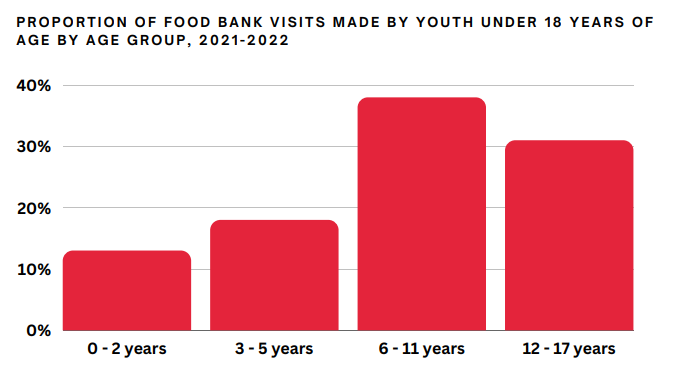 PROPORTION OF FOOD BANK VISITS MADE BY YOUTH UNDER 18 YEARS OF
AGE BY AGE GROUP, 2021-2022
40%
30%
20%
10%
0%
0 - 2 years
3 - 5 years
6 - 11 years
12 - 17 years